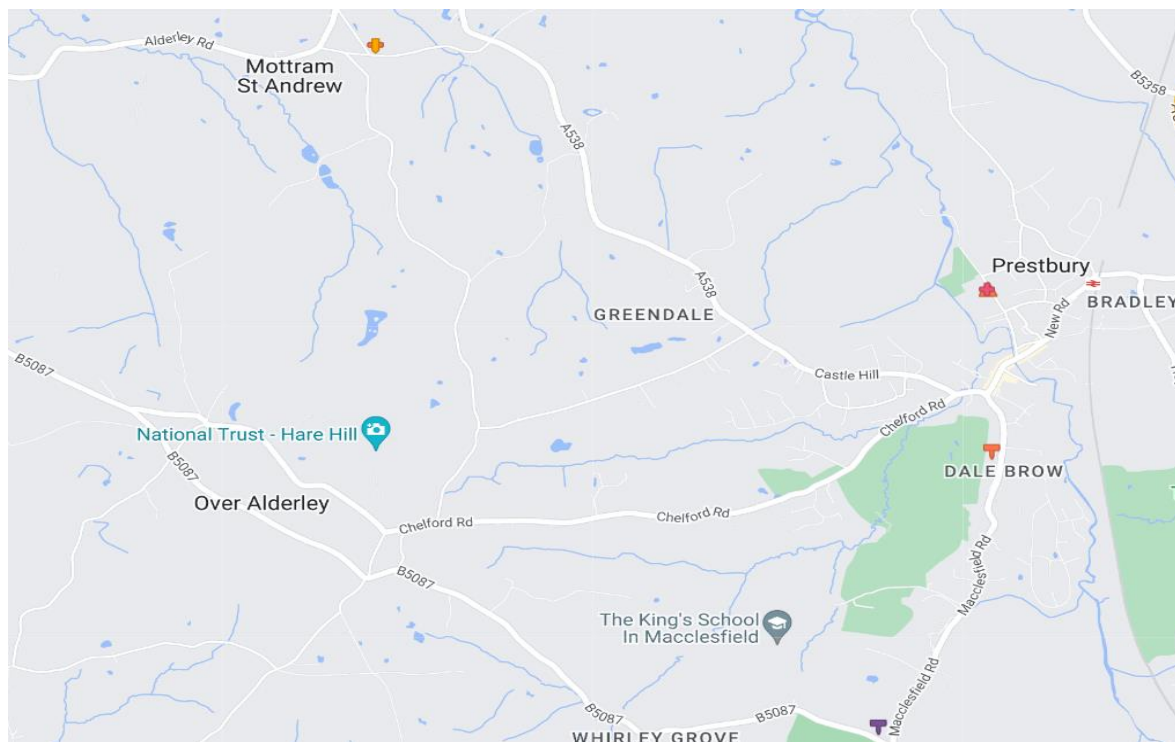 Alderley Rd
Mottram
St Andrew
B5358
A538
A538
Prestbury
BRADLEY
GREENDALE
New Rd
Castle Hill
B5087
Chelford Rd
National Trust - Hare Hill
B5087
DALE BROW
Over Alderley
Chelford Rd
Chelford Rd
B5087
Macclesfield Rd
The King's School
In Macclesfield
Macclesfield Rd
B5087
WHIRLEY GROVE